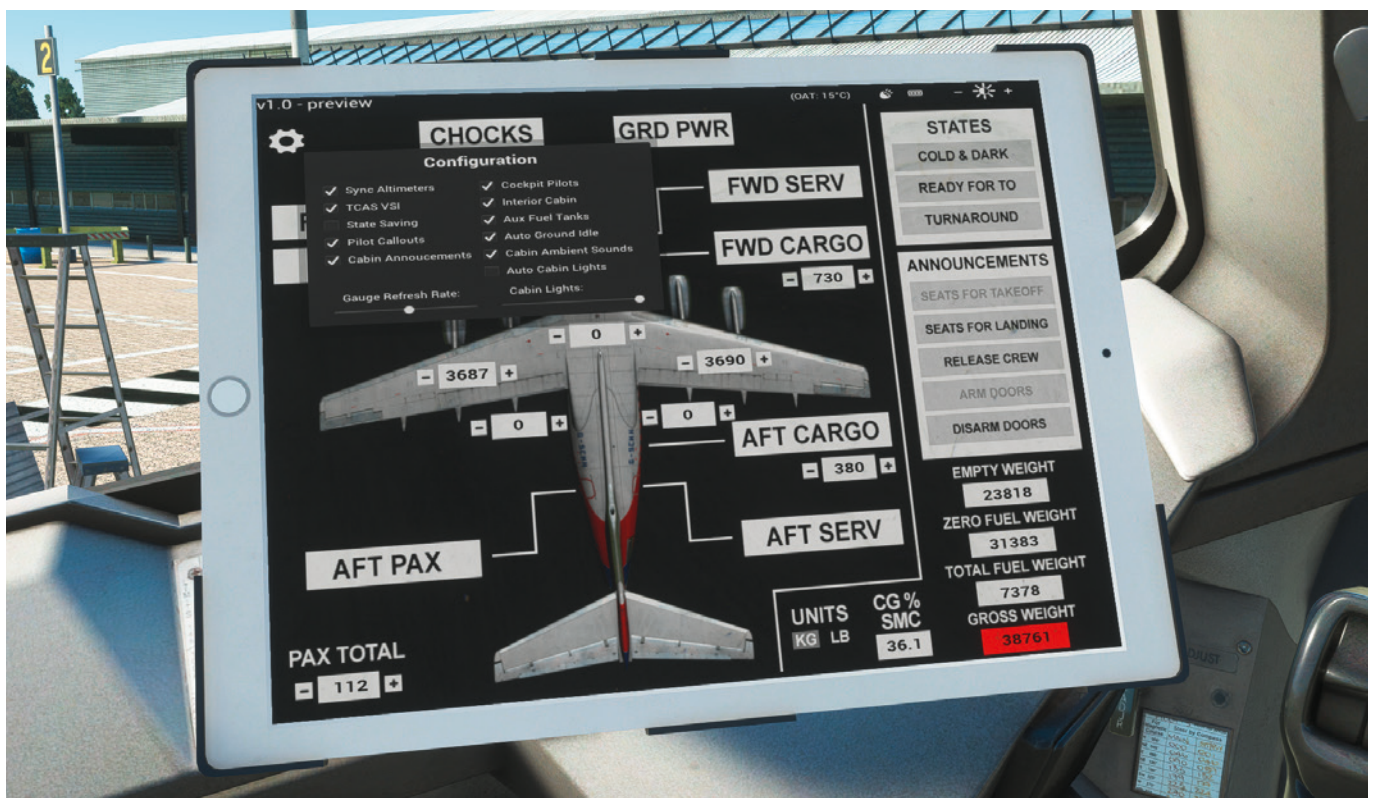 2
v1.0 - preview
(OAT: 15°C)
- +
CHOCKS
GRD PWR
Configuration
Sync Altimeters
TCAS VSI
State Saving
Pilot Callouts
Cabin Annoucements
Gauge Refresh Rate:
Cockpit Pilots
Interior Cabin
Aux Fuel Tanks
Auto Ground Idle
Cabin Ambient Sounds
Auto Cabin Lights
Cabin Lights:
FWD SERV
FWD CARGO
- 730 +
- 0 +
- 3687 +
- 3690 +
- 0 +
- 0 +
AFT CARGO
- 380 +
AFT PAX
AFT SERV
PAX TOTAL
- 112 +
UNITS
KG LB
CG %
SMC
36.1
STATES
COLD & DARK
READY FOR TO
TURNAROUND
ANNOUNCEMENTS
SEATS FOR TAKEOFF
SEATS FOR LANDING
RELEASE CREW
ARM DOORS
DISARM DOORS
EMPTY WEIGHT
23818
ZERO FUEL WEIGHT
31383
TOTAL FUEL WEIGHT
7378
GROSS WEIGHT
38761